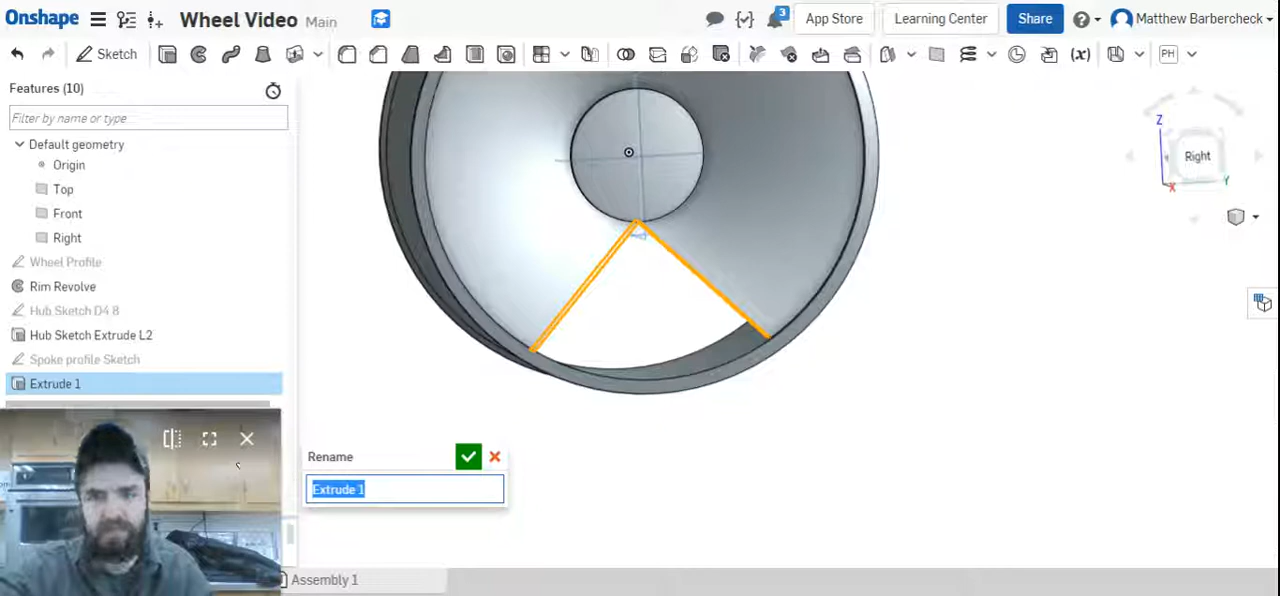 Onshape Wheel Video Main 3 App Store Learning Center Share Matthew Barbercheck
Sketch (x) PH
Features (10)
Filter by name or type
Default geometry
Origin
Top
Front
Right
Wheel Profile
Rim Revolve
Hub Sketch D4 8
Hub Sketch Extrude L2
Spoke profile Sketch
Extrude 1
Z
Right
Y
X
Rename
Extrude 1
Assembly 1